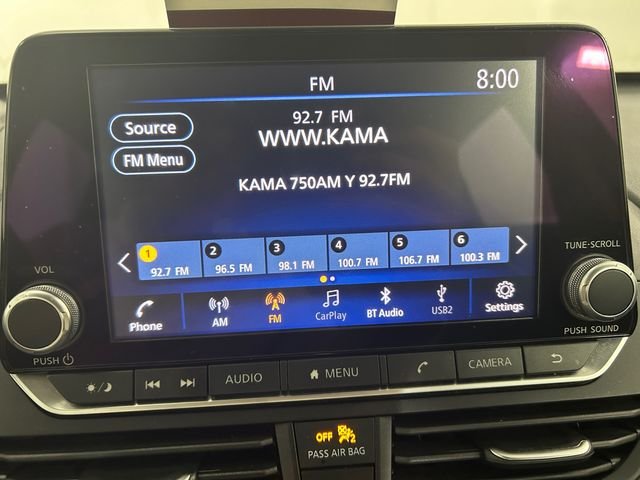 FM
8:00
Source
92.7 FM
WWW.KAMA
FM Menu
KAMA 750AM Y 92.7FM
1 2 3 4 5 6
92.7 FM 96.5 FM 98.1 FM 100.7 FM 106.7 FM 100.3 FM
VOL
TUNE·SCROLL
Phone AM FM CarPlay BT Audio USB2 Settings
PUSH
PUSH SOUND
AUDIO MENU CAMERA
OFF 2
PASS AIR BAG